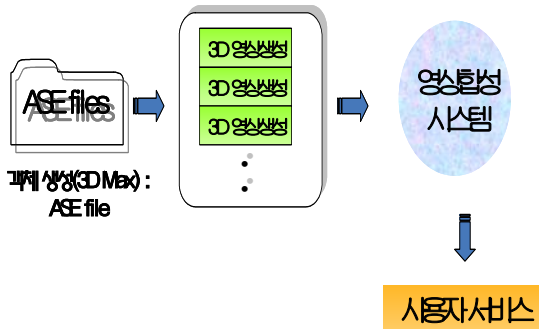 ASE files
객체 생성(3D Max) :
ASE file
3D 영상생성
3D 영상생성
3D 영상생성
영상합성
시스템
사용자 서비스